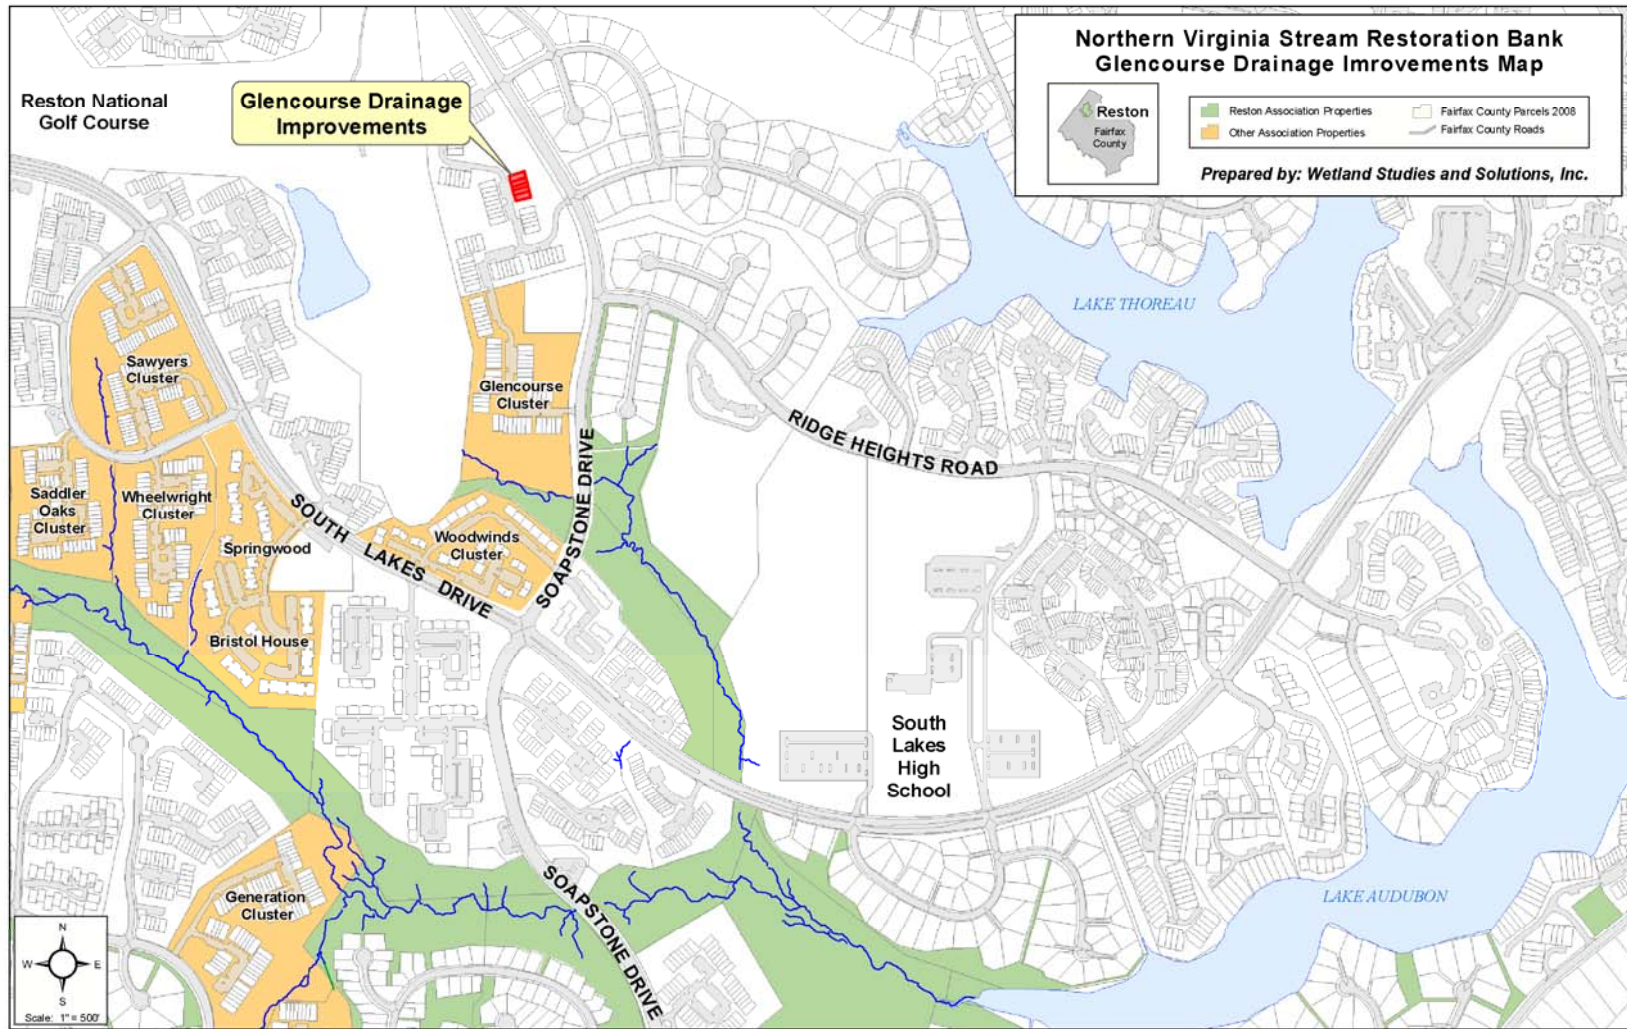 Northern Virginia Stream Restoration Bank
Glencourse Drainage Imrovements Map
Reston
Fairfax
County
Reston Association Properties
Other Association Properties
Fairfax County Parcels 2008
Fairfax County Roads
Prepared by: Wetland Studies and Solutions, Inc.
Reston National
Golf Course
Glencourse Drainage
Improvements
LAKE THOREAU
Sawyers
Cluster
Glencourse
Cluster
RIDGE HEIGHTS ROAD
SOAPSTONE DRIVE
Saddler
Oaks
Cluster
Wheelwright
Cluster
Springwood
SOUTH LAKES DRIVE
Woodwinds
Cluster
Bristol House
South
Lakes
High
School
Generation
Cluster
SOAPSTONE DRIVE
LAKE AUDUBON
N
W
E
S
Scale: 1" = 500'